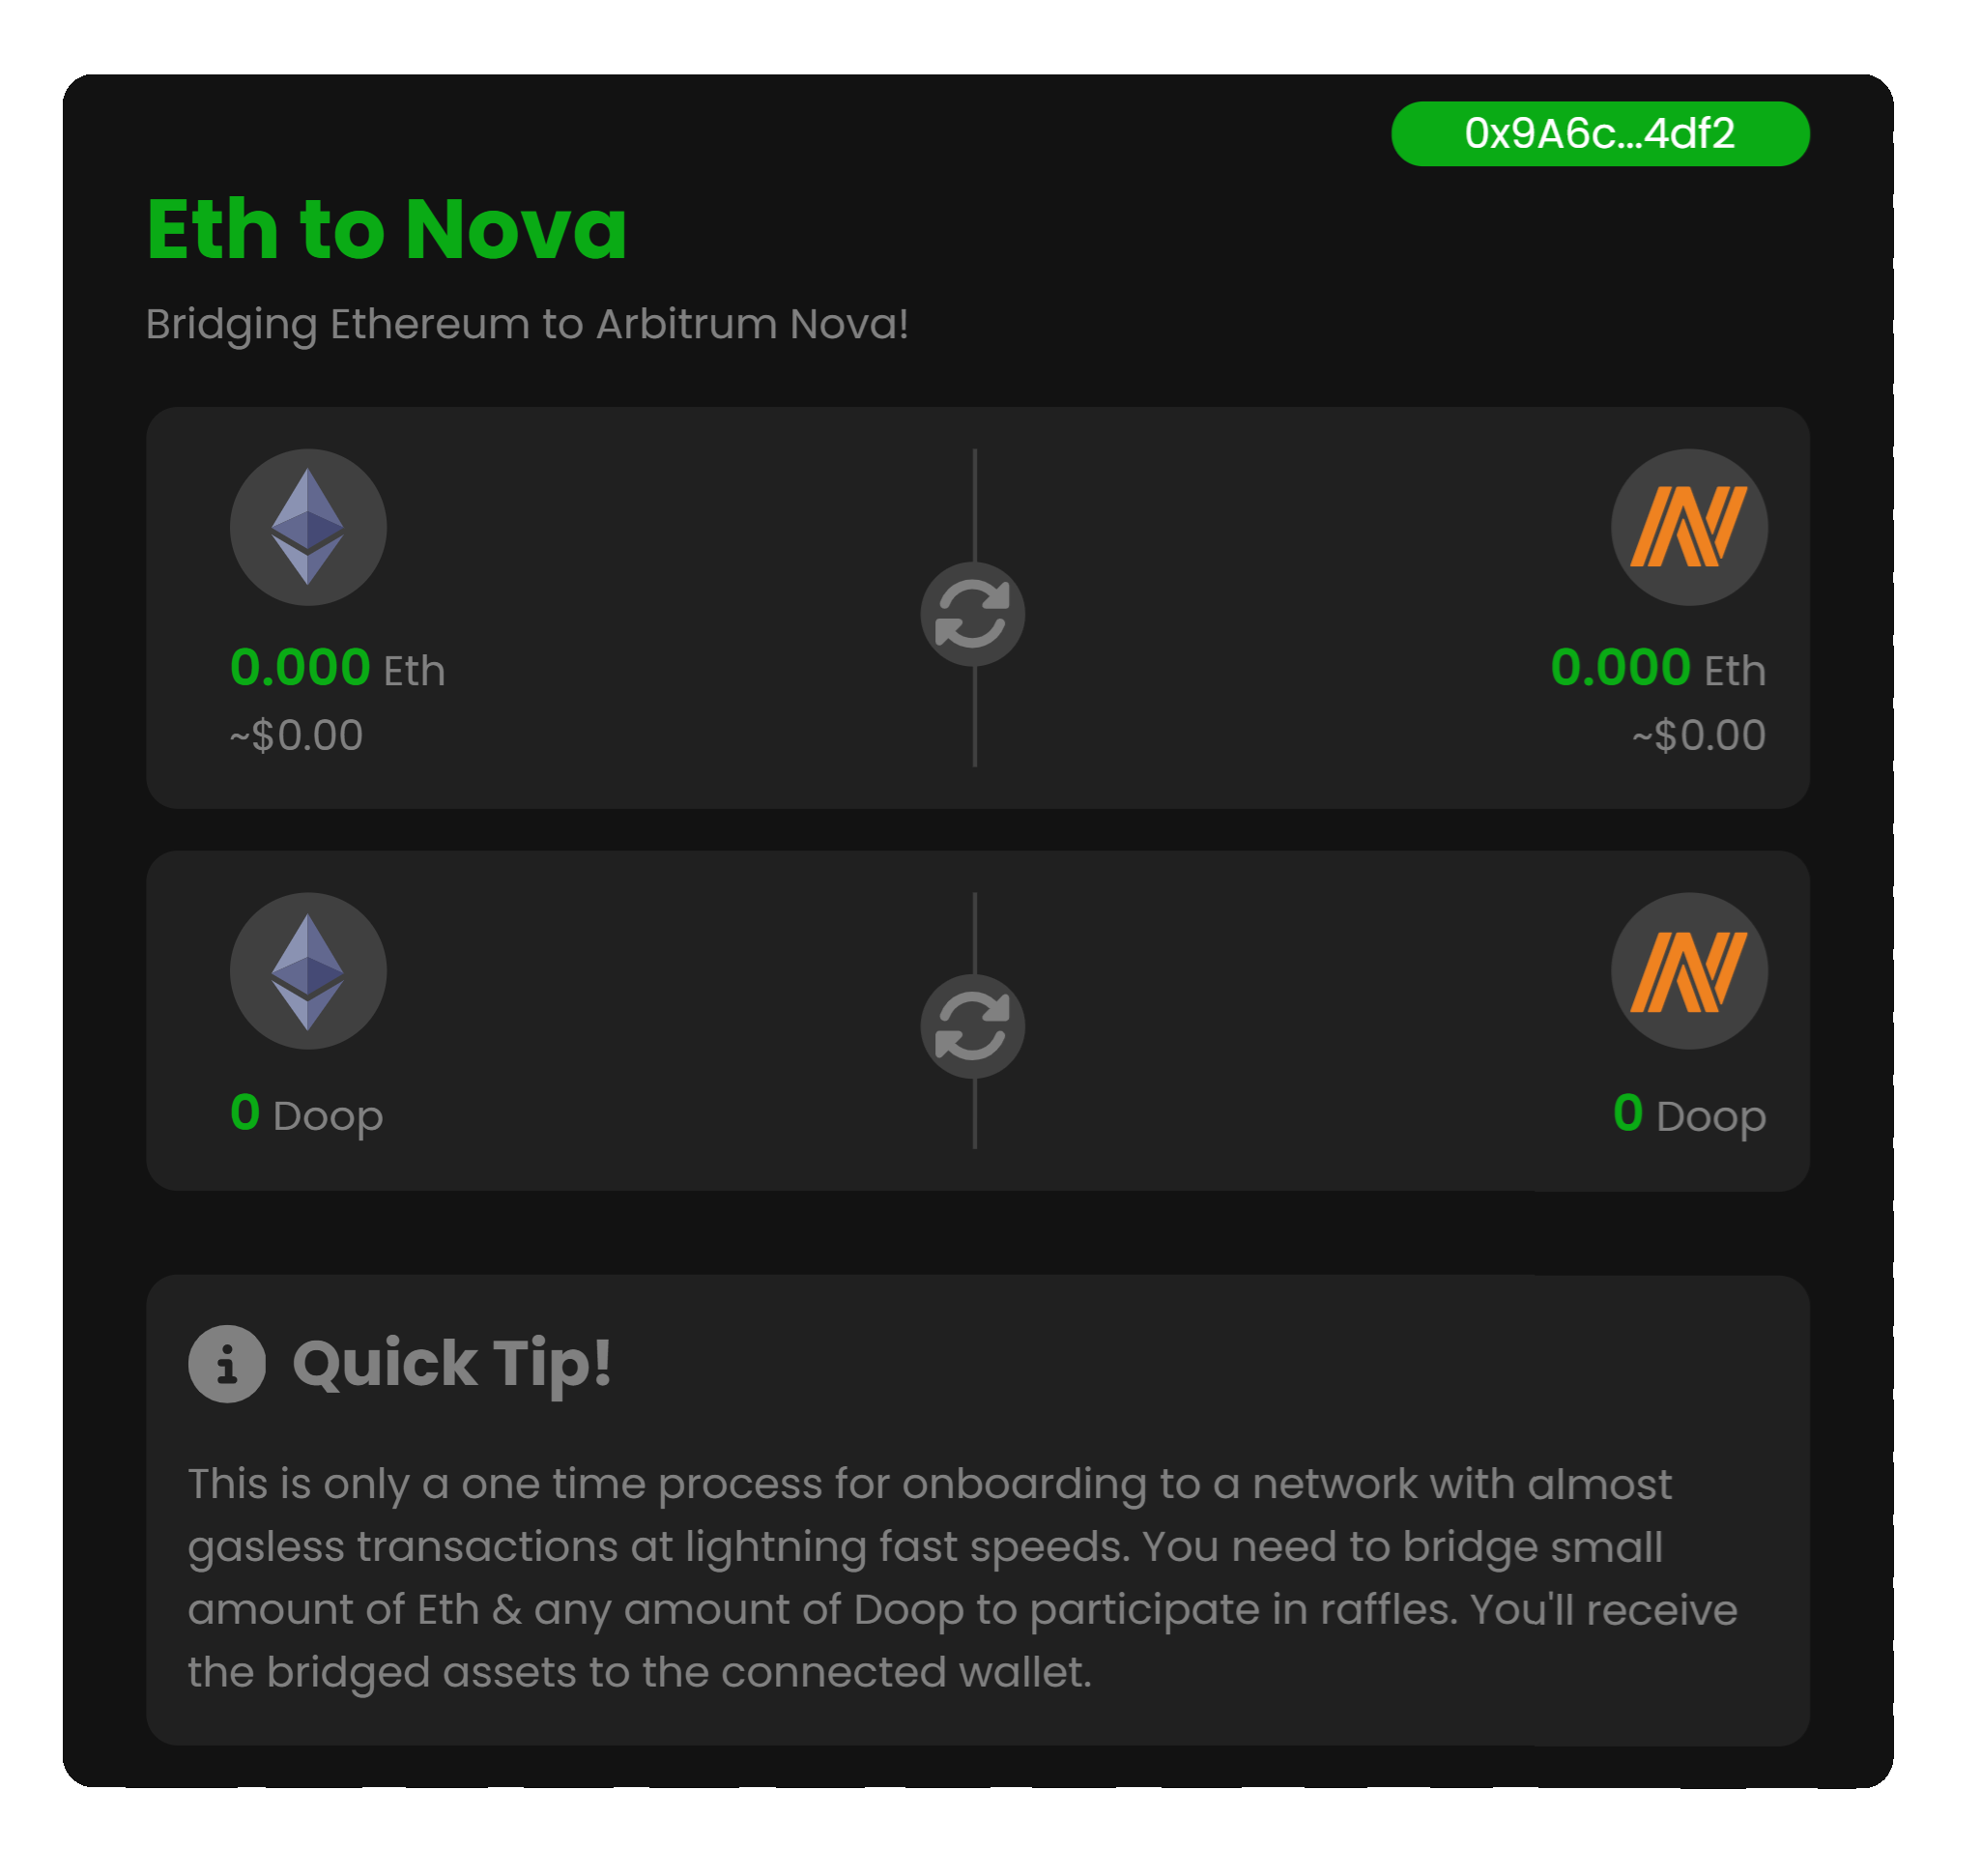 0x9A6c...4df2
Eth to Nova
Bridging Ethereum to Arbitrum Nova!
0.000 Eth
0.000 Eth
~$0.00
~$0.00
0 Doop
0 Doop
Quick Tip!
This is only a one time process for onboarding to a network with almost
gasless transactions at lightning fast speeds. You need to bridge small
amount of Eth & any amount of Doop to participate in raffles. You'll receive
the bridged assets to the connected wallet.